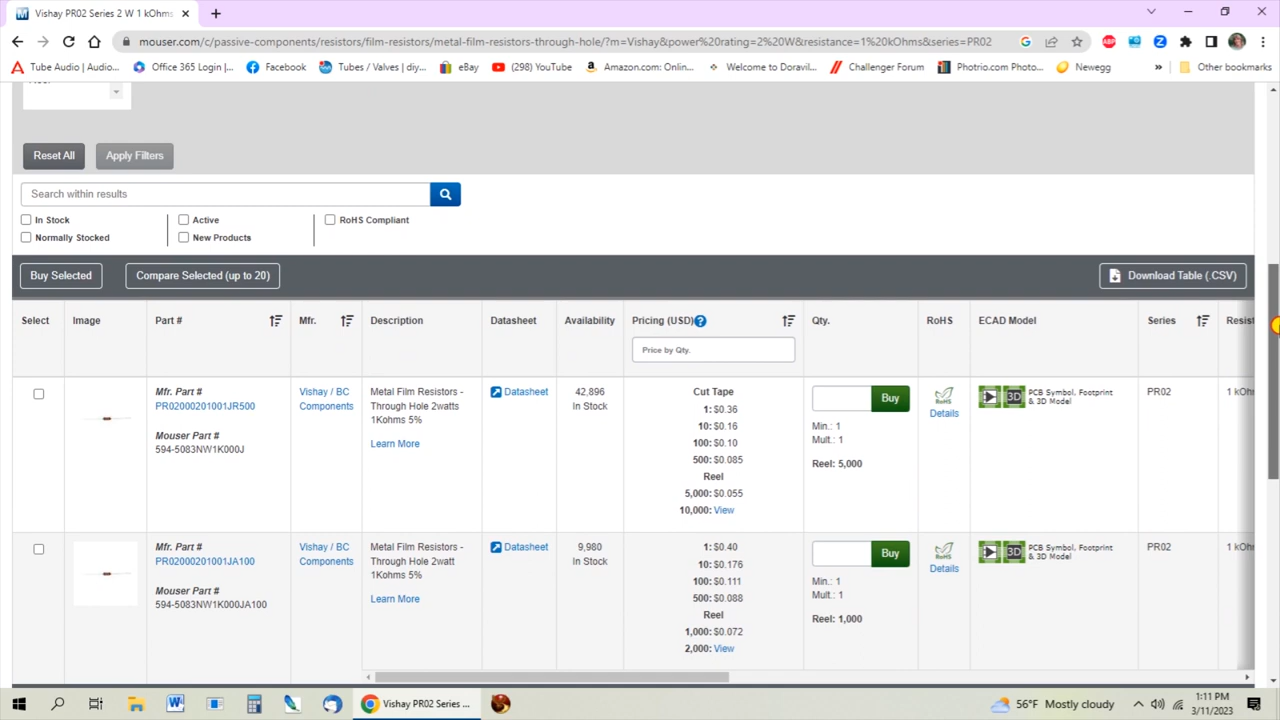 Vishay PR02 Series 2 W 1 kOhms
mouser.com/c/passive-components/resistors/film-resistors/metal-film-resistors-through-hole/?m=Vishay&power%20rating=2%20W&resistance=1%20kOhms&series=PR02
Tube Audio | Audio...
Office 365 Login |...
Facebook
Tubes / Valves | diy...
eBay
(298) YouTube
Amazon.com: Onlin...
Welcome to Doravil...
Challenger Forum
Photrio.com Photo...
Newegg
»
Other bookmarks
Reset All
Apply Filters
Search within results
In Stock
Active
RoHS Compliant
Normally Stocked
New Products
Buy Selected
Compare Selected (up to 20)
Download Table (.CSV)
Select
Image
Part #
Mfr.
Description
Datasheet
Availability
Pricing (USD)
Qty.
RoHS
ECAD Model
Series
Resist
Price by Qty.
Mfr. Part #
PR02000201001JR500
Mouser Part #
594-5083NW1K000J
Vishay / BC
Components
Metal Film Resistors -
Through Hole 2watts
1Kohms 5%
Learn More
Datasheet
42,896
In Stock
Cut Tape
1: $0.36
10: $0.16
100: $0.10
500: $0.085
Reel
5,000: $0.055
10,000: View
Buy
Min.: 1
Mult.: 1
Reel: 5,000
RoHS
Details
3D
PCB Symbol, Footprint
& 3D Model
PR02
1 kOhm
Mfr. Part #
PR02000201001JA100
Mouser Part #
594-5083NW1K000JA100
Vishay / BC
Components
Metal Film Resistors -
Through Hole 2watt
1Kohms 5%
Learn More
Datasheet
9,980
In Stock
1: $0.40
10: $0.176
100: $0.111
500: $0.088
Reel
1,000: $0.072
2,000: View
Buy
Min.: 1
Mult.: 1
Reel: 1,000
RoHS
Details
3D
PCB Symbol, Footprint
& 3D Model
PR02
1 kOhm
Vishay PR02 Series ...
56°F Mostly cloudy
1:11 PM
3/11/2023